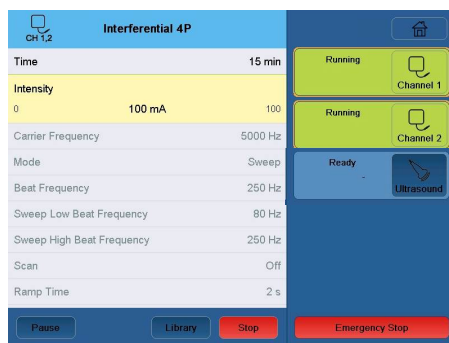 CH 1,2
Interferential 4P
Time 15 min
Intensity
0 100 mA 100
Carrier Frequency 5000 Hz
Mode Sweep
Beat Frequency 250 Hz
Sweep Low Beat Frequency 80 Hz
Sweep High Beat Frequency 250 Hz
Scan Off
Ramp Time 2 s
Pause Library Stop
Running
Channel 1
Running
Channel 2
Ready
-
Ultrasound
Emergency Stop